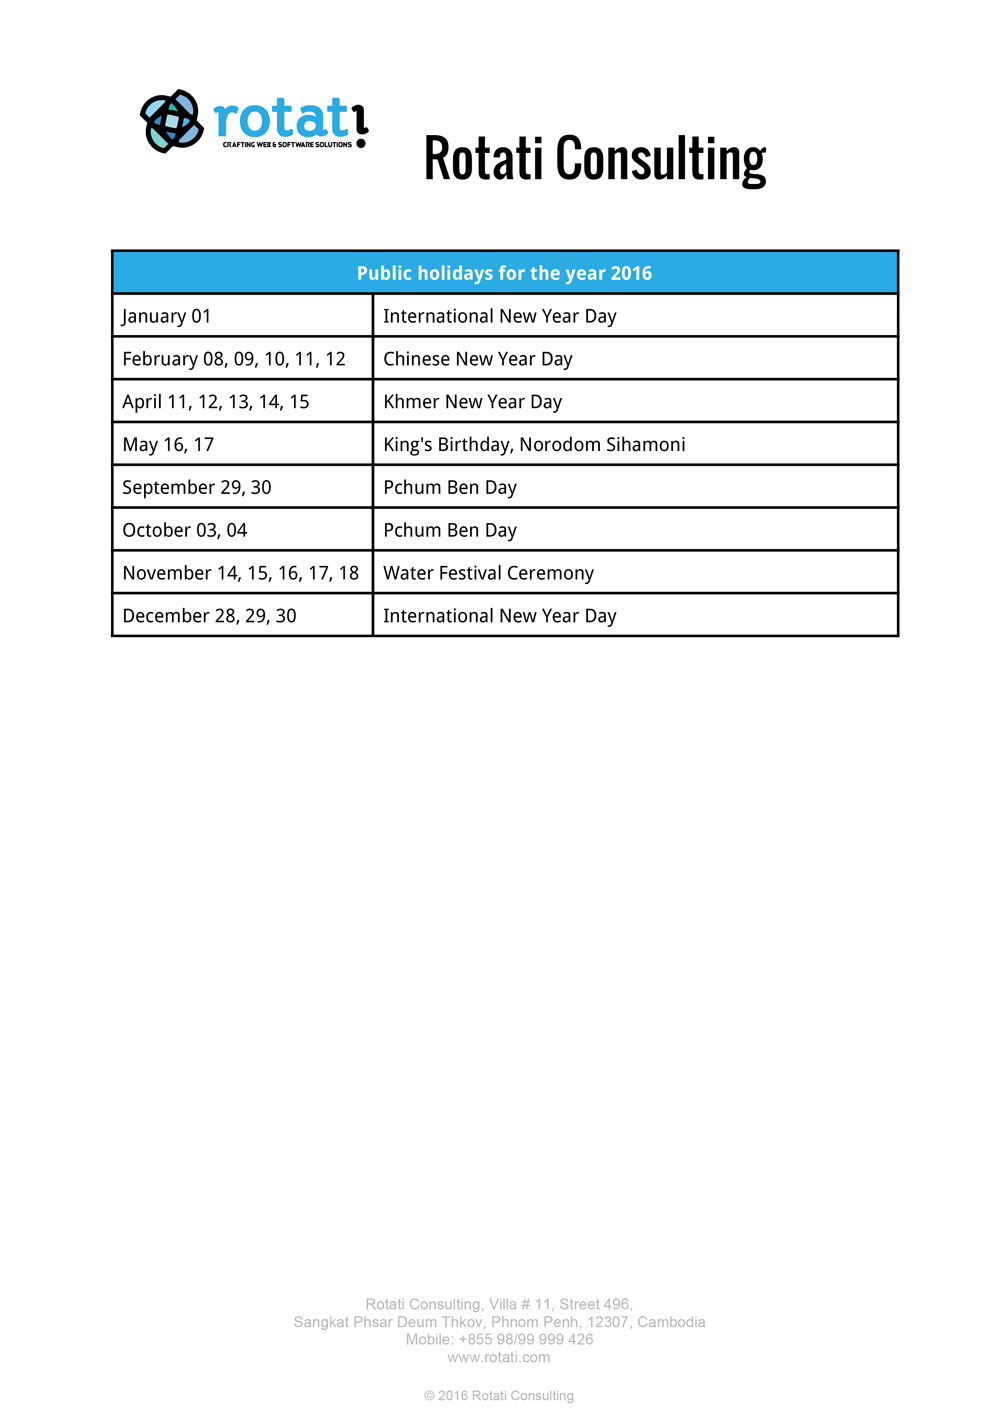 rotati
CRAFTING WEB & SOFTWARE SOLUTIONS
Rotati Consulting
Public holidays for the year 2016
January 01 International New Year Day
February 08, 09, 10, 11, 12 Chinese New Year Day
April 11, 12, 13, 14, 15 Khmer New Year Day
May 16, 17 King's Birthday, Norodom Sihamoni
September 29, 30 Pchum Ben Day
October 03, 04 Pchum Ben Day
November 14, 15, 16, 17, 18 Water Festival Ceremony
December 28, 29, 30 International New Year Day
Rotati Consulting, Villa # 11, Street 496,
Sangkat Phsar Deum Thkov, Phnom Penh, 12307, Cambodia
Mobile: +855 98/99 999 426
www.rotati.com
© 2016 Rotati Consulting